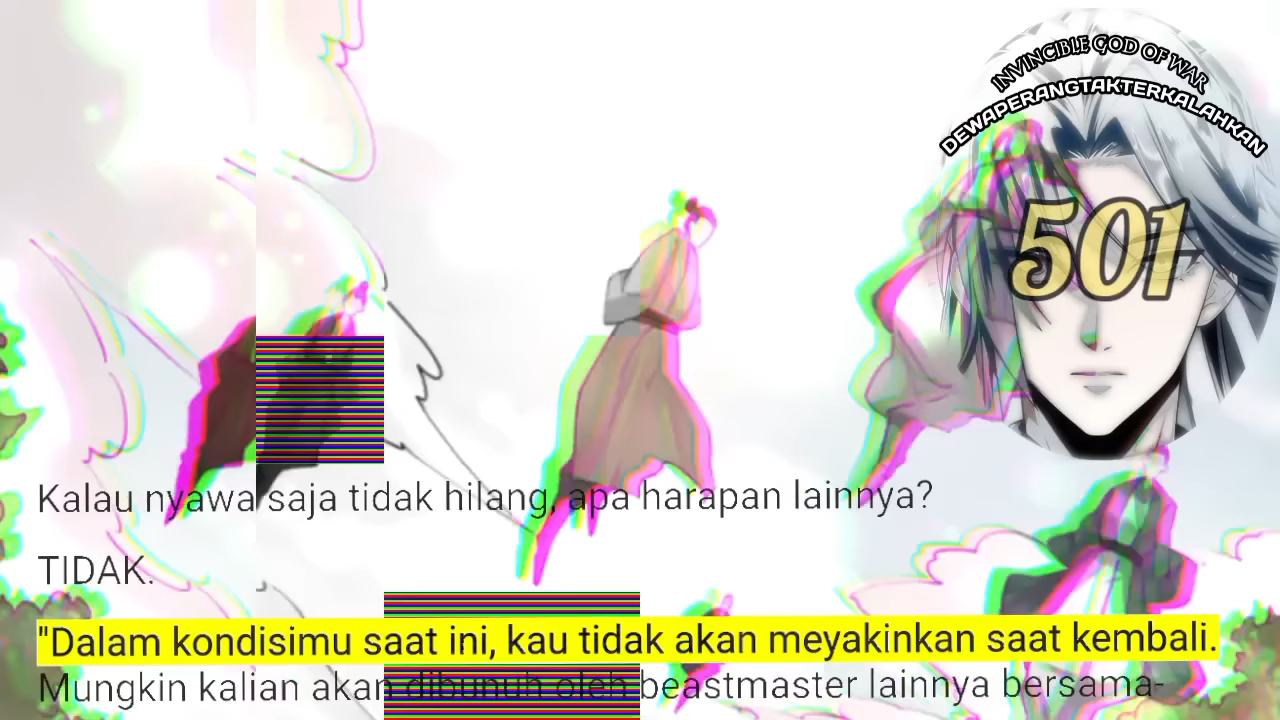 INVINCIBLE GOD OF WAR
DEWAPERANGTAKTERKALAHKAN
501
Kalau nyawa saja tidak hilang, apa harapan lainnya?
TIDAK.
"Dalam kondisimu saat ini, kau tidak akan meyakinkan saat kembali.
Mungkin kalian akan dibunuh oleh beastmaster lainnya bersama-